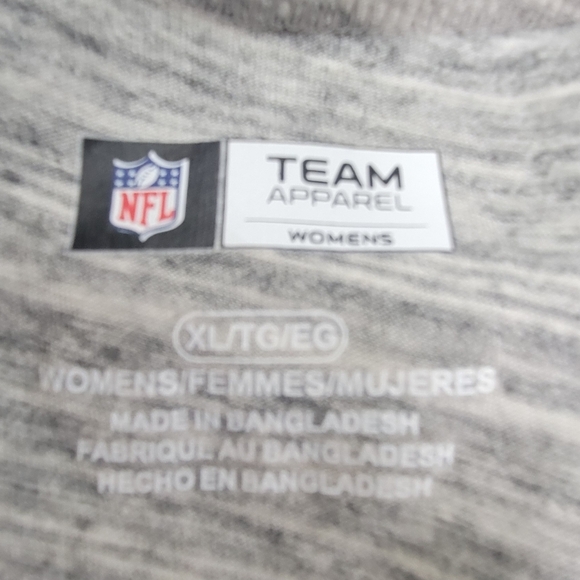 NFL
TEAM
APPAREL
WOMENS
XL/TG/EG
WOMENS/FEMMES/MUJERES
MADE IN BANGLADESH
FABRIQUE AU BANGLADESH
HECHO EN BANGLADESH